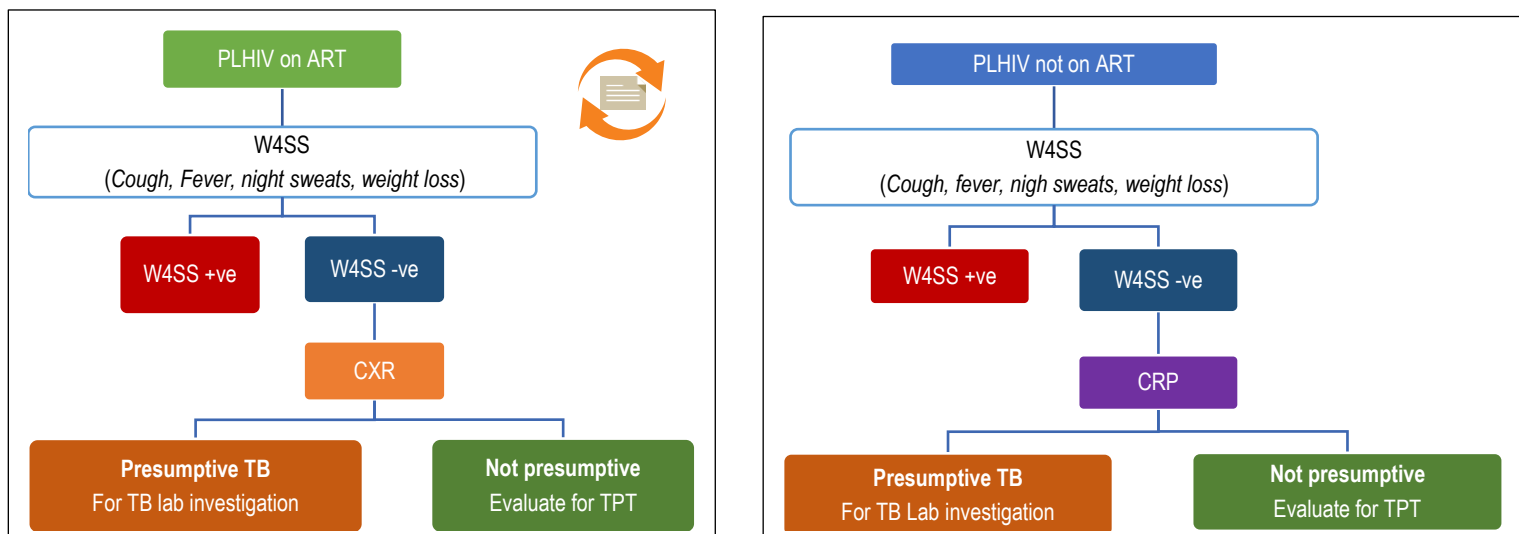 PLHIV on ART
W4SS
(Cough, Fever, night sweats, weight loss)
W4SS +ve
W4SS -ve
CXR
Presumptive TB
For TB lab investigation
Not presumptive
Evaluate for TPT
PLHIV not on ART
W4SS
(Cough, fever, nigh sweats, weight loss)
W4SS +ve
W4SS -ve
CRP
Presumptive TB
For TB Lab investigation
Not presumptive
Evaluate for TPT